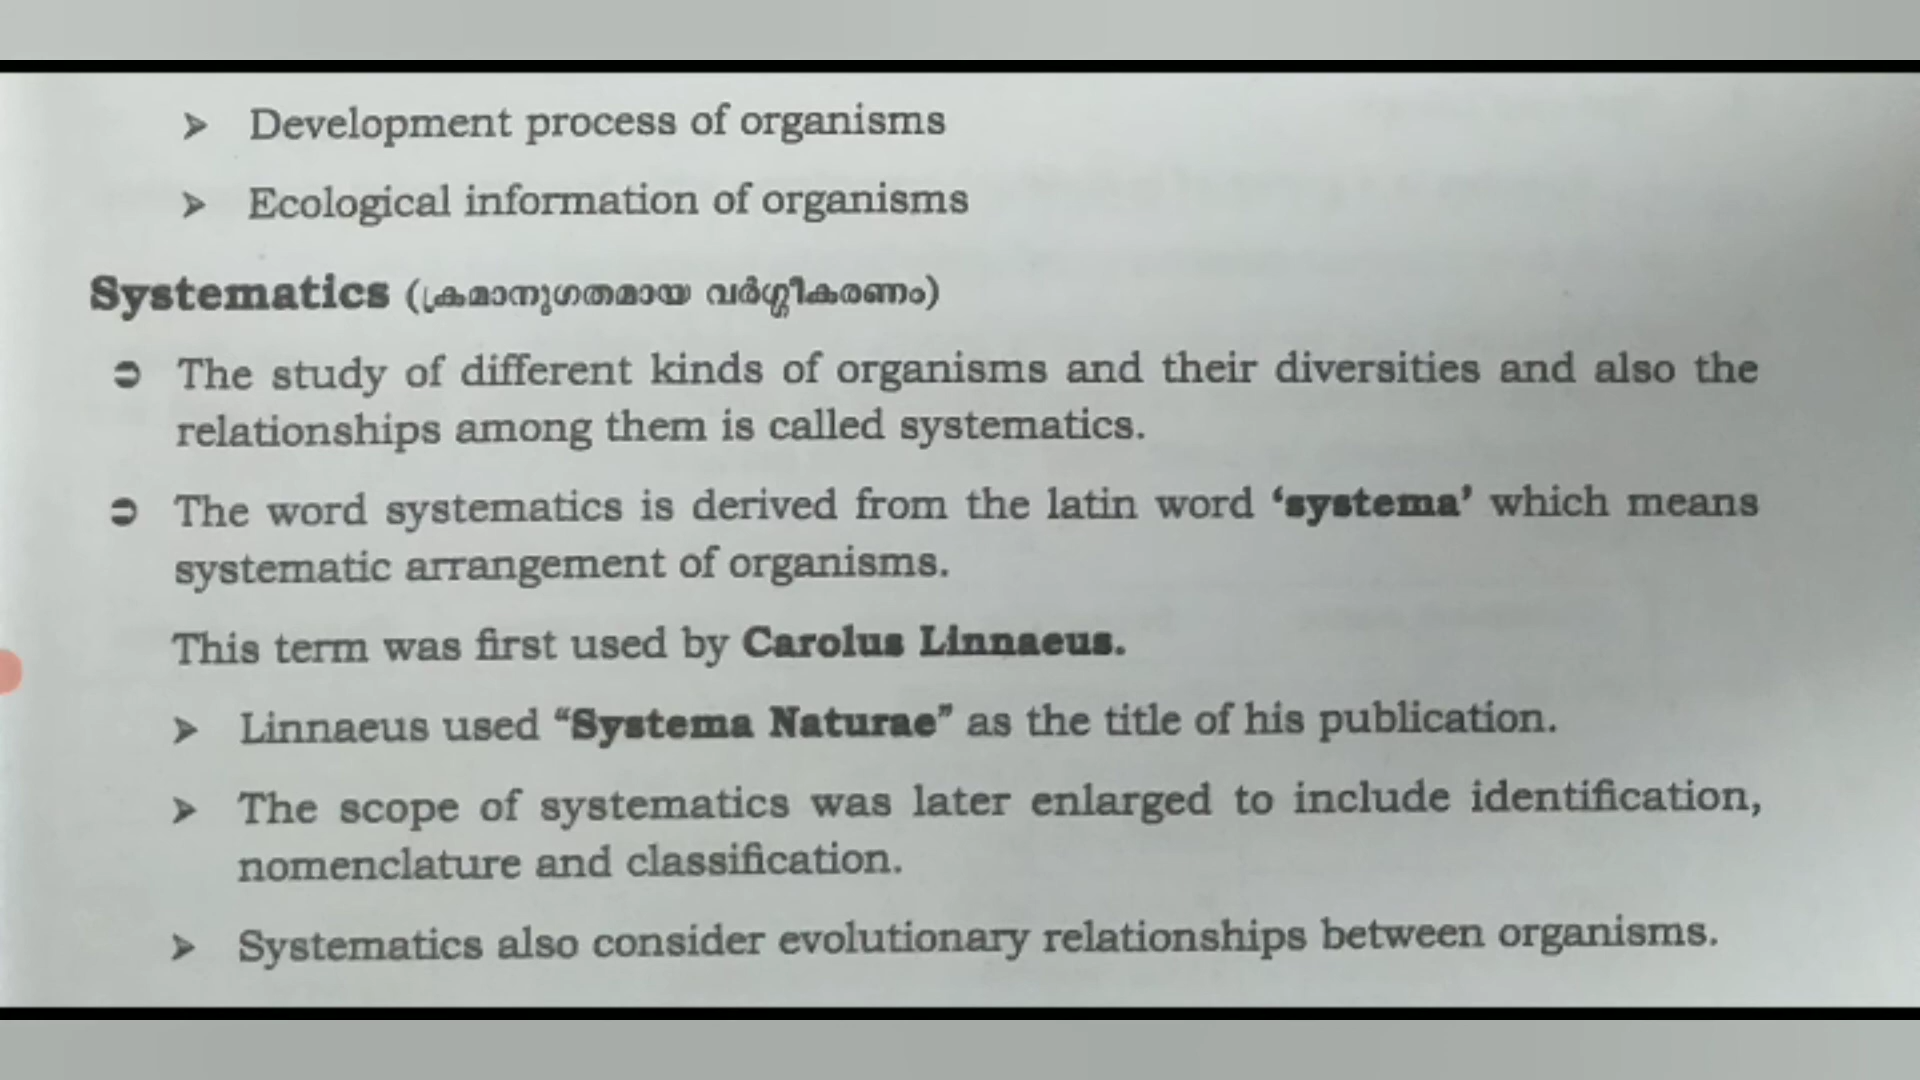 ➢ Development process of organisms
➢ Ecological information of organisms
Systematics (ക്രമാനുഗതമായ വർഗ്ഗീകരണം)
➲ The study of different kinds of organisms and their diversities and also the
relationships among them is called systematics.
➲ The word systematics is derived from the latin word ‘systema’ which means
systematic arrangement of organisms.
This term was first used by Carolus Linnaeus.
➢ Linnaeus used “Systema Naturae” as the title of his publication.
➢ The scope of systematics was later enlarged to include identification,
nomenclature and classification.
➢ Systematics also consider evolutionary relationships between organisms.